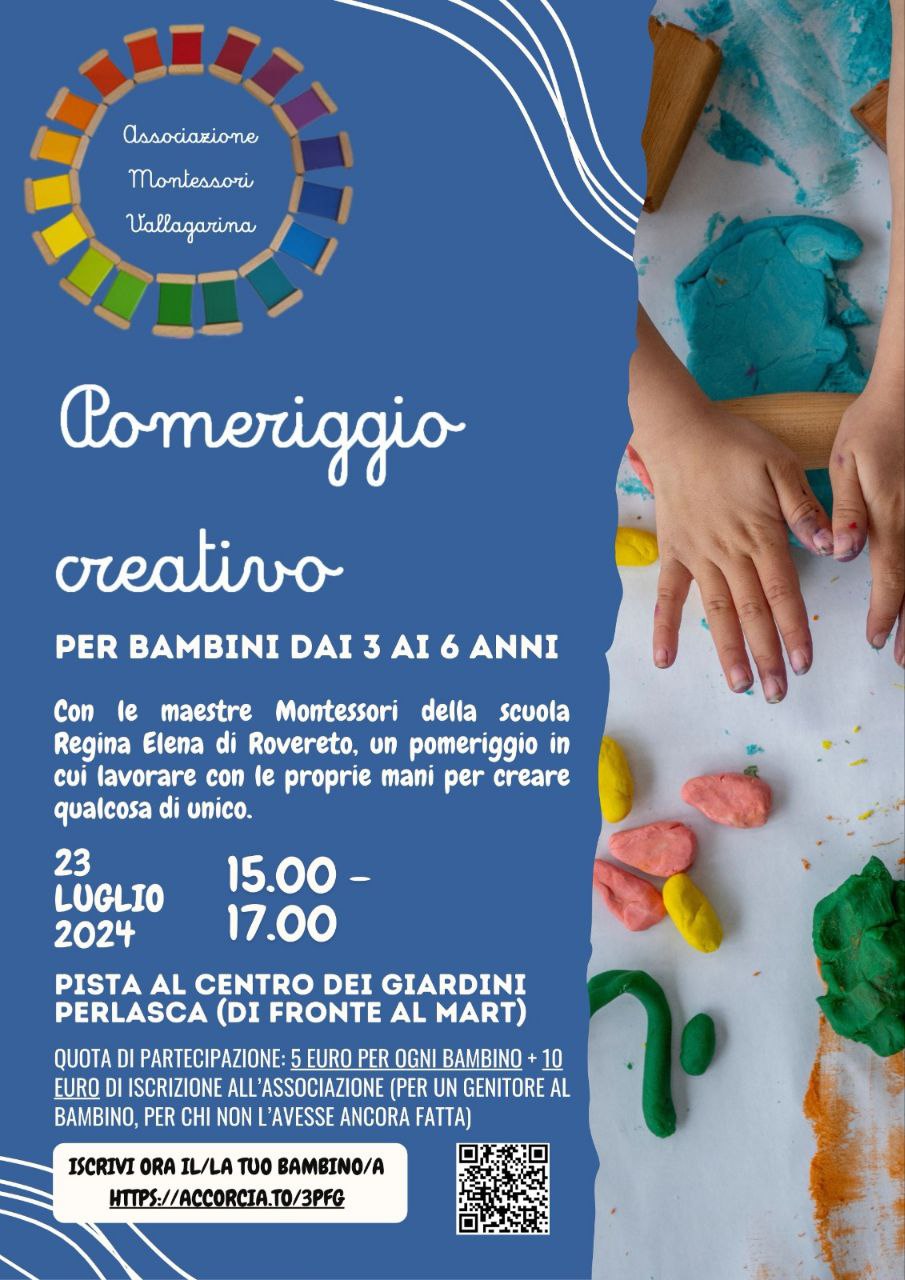 Associazione
Montessori
Vallagarina
Pomeriggio
creativo
PER BAMBINI DAI 3 AI 6 ANNI
Con le maestre Montessori della scuola
Regina Elena di Rovereto, un pomeriggio in
cui lavorare con le proprie mani per creare
qualcosa di unico.
23
LUGLIO
2024
15.00 –
17.00
PISTA AL CENTRO DEI GIARDINI
PERLASCA (DI FRONTE AL MART)
QUOTA DI PARTECIPAZIONE: 5 EURO PER OGNI BAMBINO + 10
EURO DI ISCRIZIONE ALL'ASSOCIAZIONE (PER UN GENITORE AL
BAMBINO, PER CHI NON L'AVESSE ANCORA FATTA)
ISCRIVI ORA IL/LA TUO BAMBINO/A
HTTPS://ACCORCIA.TO/3PFG